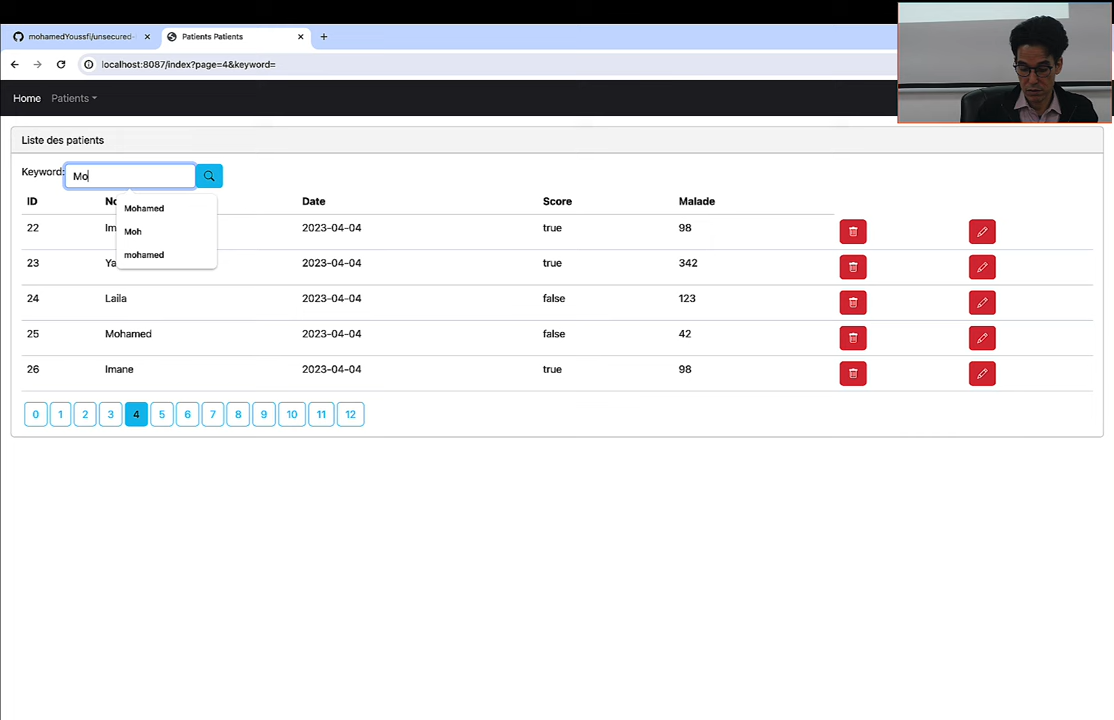 mohamedYoussfi/unsecured-
Patients Patients
localhost:8087/index?page=4&keyword=
Home Patients
Liste des patients
Keyword: Mo
Mohamed
Moh
mohamed
ID No Date Score Malade
22 Im 2023-04-04 true 98
23 Ya 2023-04-04 true 342
24 Laila 2023-04-04 false 123
25 Mohamed 2023-04-04 false 42
26 Imane 2023-04-04 true 98
0 1 2 3 4 5 6 7 8 9 10 11 12